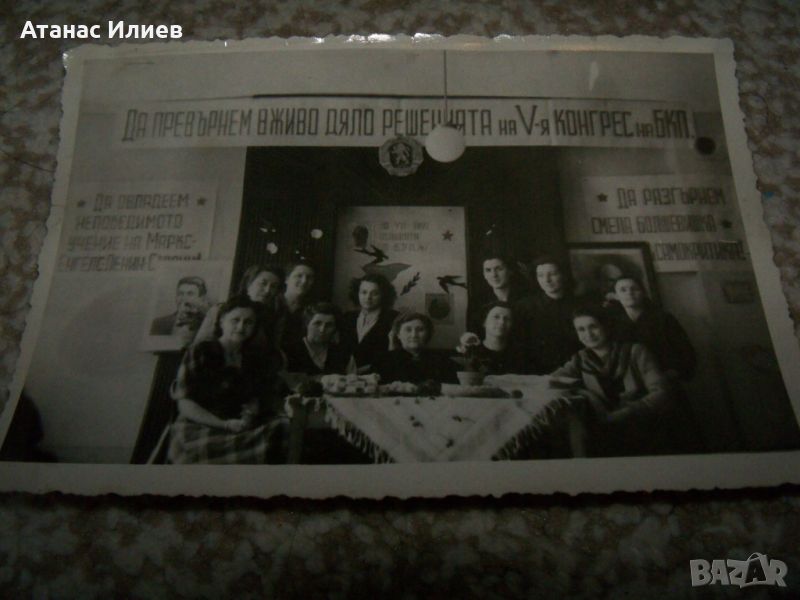 Атанас Илиев
ДА ПРЕВЪРНЕМ В ЖИВО ДЯЛО РЕШЕНИЯТА НА V-Я КОНГРЕС НА БКП.
★ ДА ОВЛАДЕЕМ ★
НЕПОБЕДИМОТО
УЧЕНИЕ НА МАРКС-
ЕНГЕЛС-ЛЕНИН-СТАЛИН
★ ДА РАЗГЪРНЕМ
СМЕЛА БОЛШЕВИШКА
САМОКРИТИКА!
BAZAR